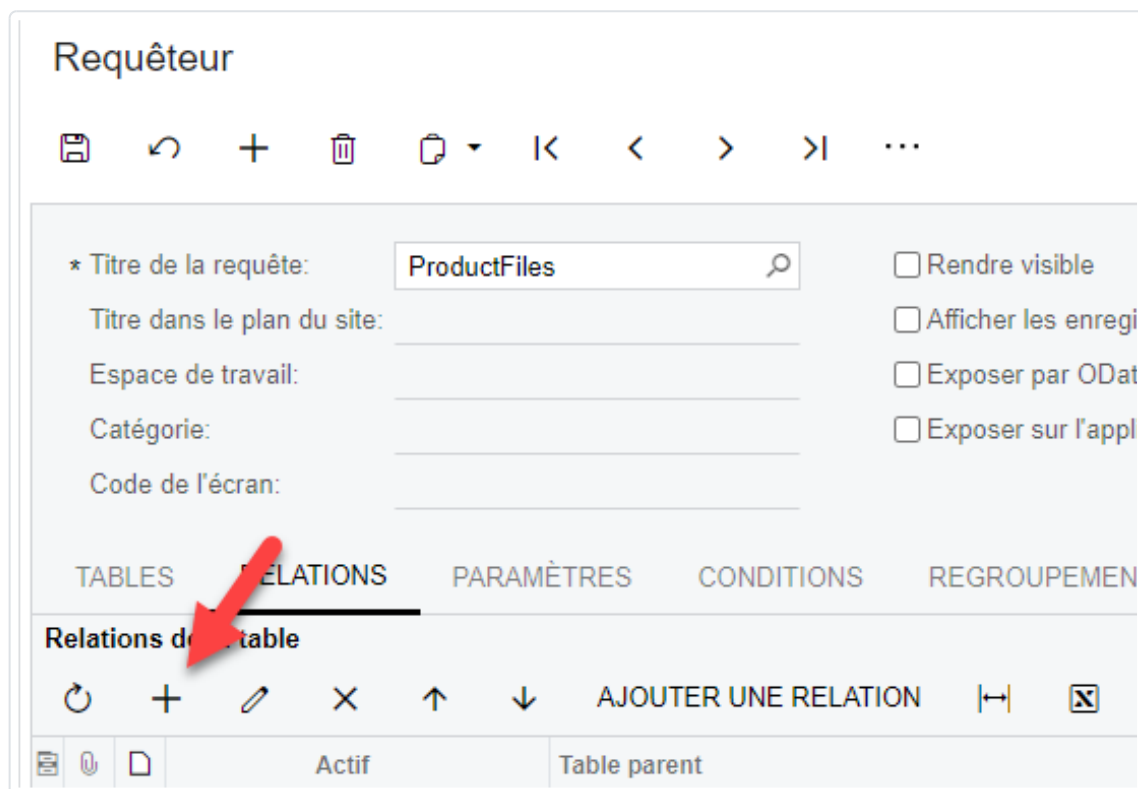 Requêteur
* Titre de la requête: ProductFiles Rendre visible
Titre dans le plan du site: Afficher les enregi
Espace de travail: Exposer par ODat
Catégorie: Exposer sur l'appli
Code de l'écran:
TABLES RELATIONS PARAMÈTRES CONDITIONS REGROUPEMEN
Relations de table
AJOUTER UNE RELATION
Actif Table parent